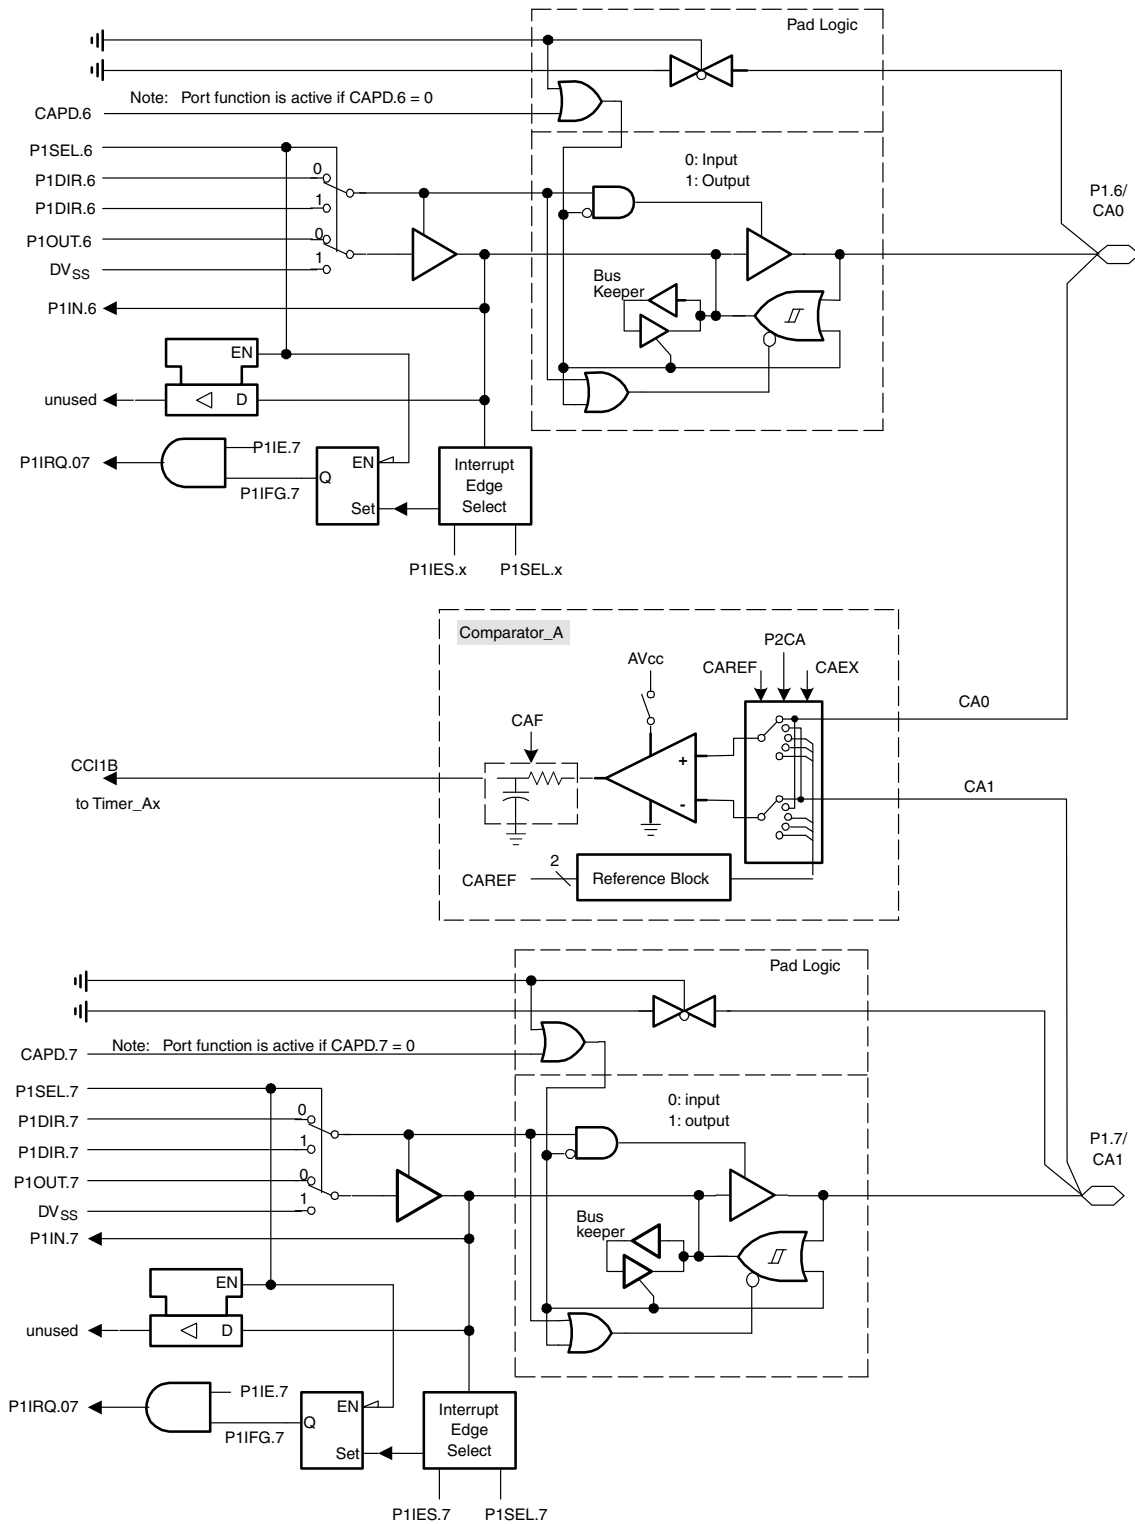 Pad Logic
Note: Port function is active if CAPD.6 = 0
CAPD.6
P1SEL.6
0: Input
1: Output
0
P1DIR.6
1
P1DIR.6
P1.6/
CA0
0
P1OUT.6
1
DVSS
Bus
Keeper
P1IN.6
EN
unused
D
P1IE.7
P1IRQ.07
P1IFG.7
EN
Q
Set
Interrupt
Edge
Select
P1IES.x
P1SEL.x
Comparator_A
P2CA
AVcc
CAREF
CAEX
CA0
CAF
+
CCI1B
to Timer_Ax
CA1
-
2
CAREF
Reference Block
Pad Logic
Note: Port function is active if CAPD.7 = 0
CAPD.7
P1SEL.7
0: input
1: output
0
P1DIR.7
1
P1DIR.7
P1.7/
CA1
0
P1OUT.7
1
DVSS
Bus
keeper
P1IN.7
EN
unused
D
P1IE.7
P1IRQ.07
P1IFG.7
EN
Q
Set
Interrupt
Edge
Select
P1IES.7
P1SEL.7